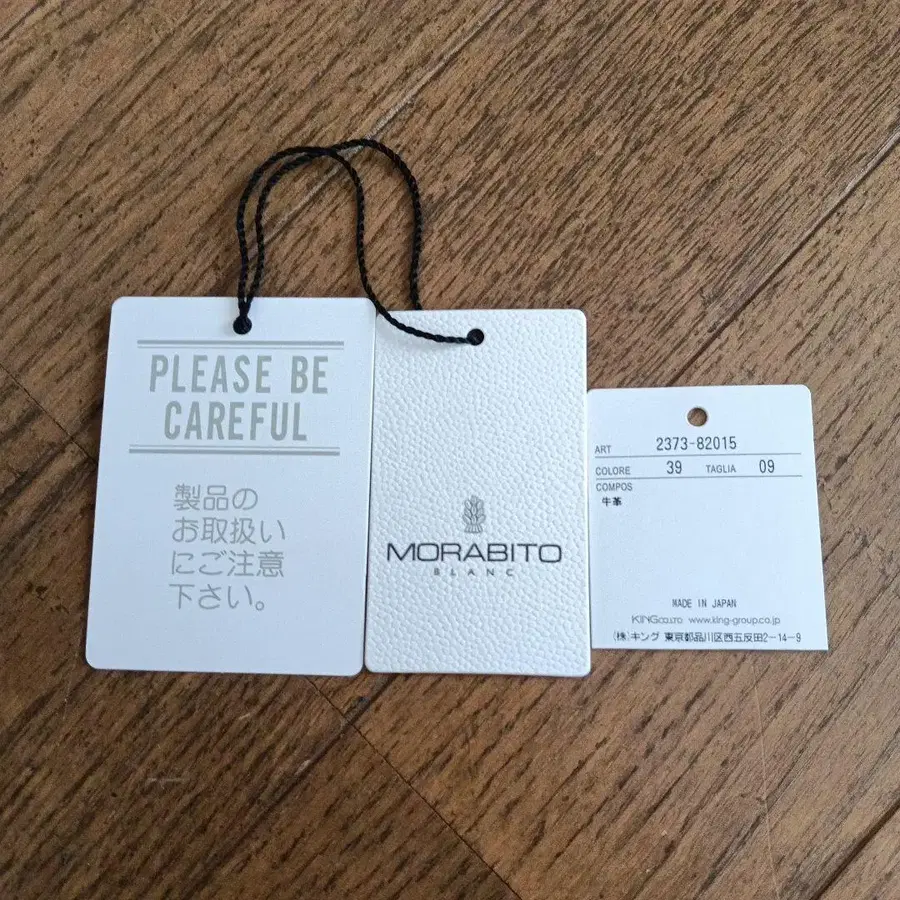 PLEASE BE
CAREFUL
製品の
お取扱い
にご注意
下さい。
MORABITO
BLANC
ART 2373-82015
COLORE 39 TAGLIA 09
COMPOS
牛革
MADE IN JAPAN
KING CO.,LTD www.king-group.co.jp
(株)キング 東京都品川区西五反田2-14-9